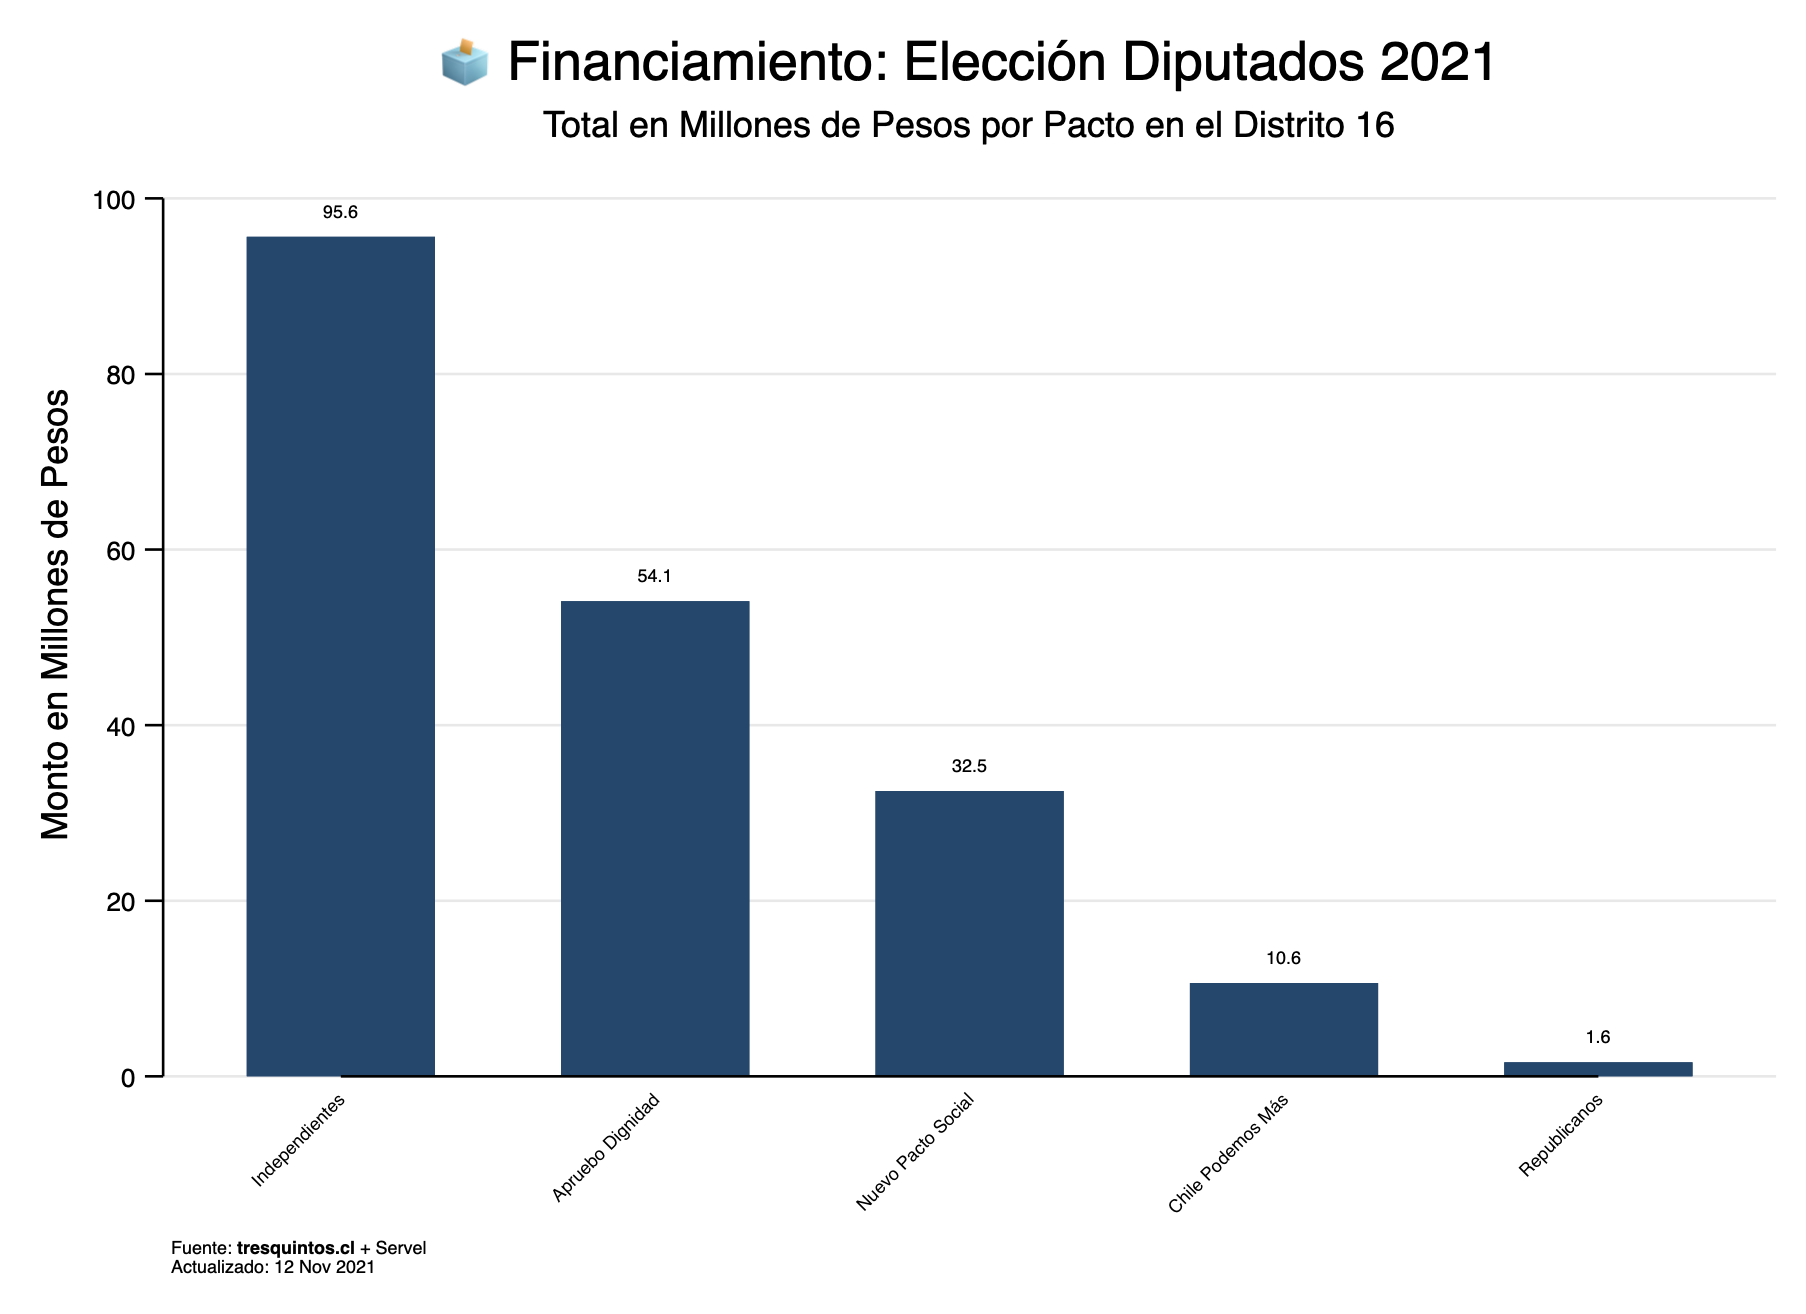 Financiamiento: Elección Diputados 2021
Total en Millones de Pesos por Pacto en el Distrito 16
Monto en Millones de Pesos
100
80
60
40
20
0
95.6
54.1
32.5
10.6
1.6
Independientes
Apruebo Dignidad
Nuevo Pacto Social
Chile Podemos Más
Republicanos
Fuente: tresquintos.cl + Servel
Actualizado: 12 Nov 2021